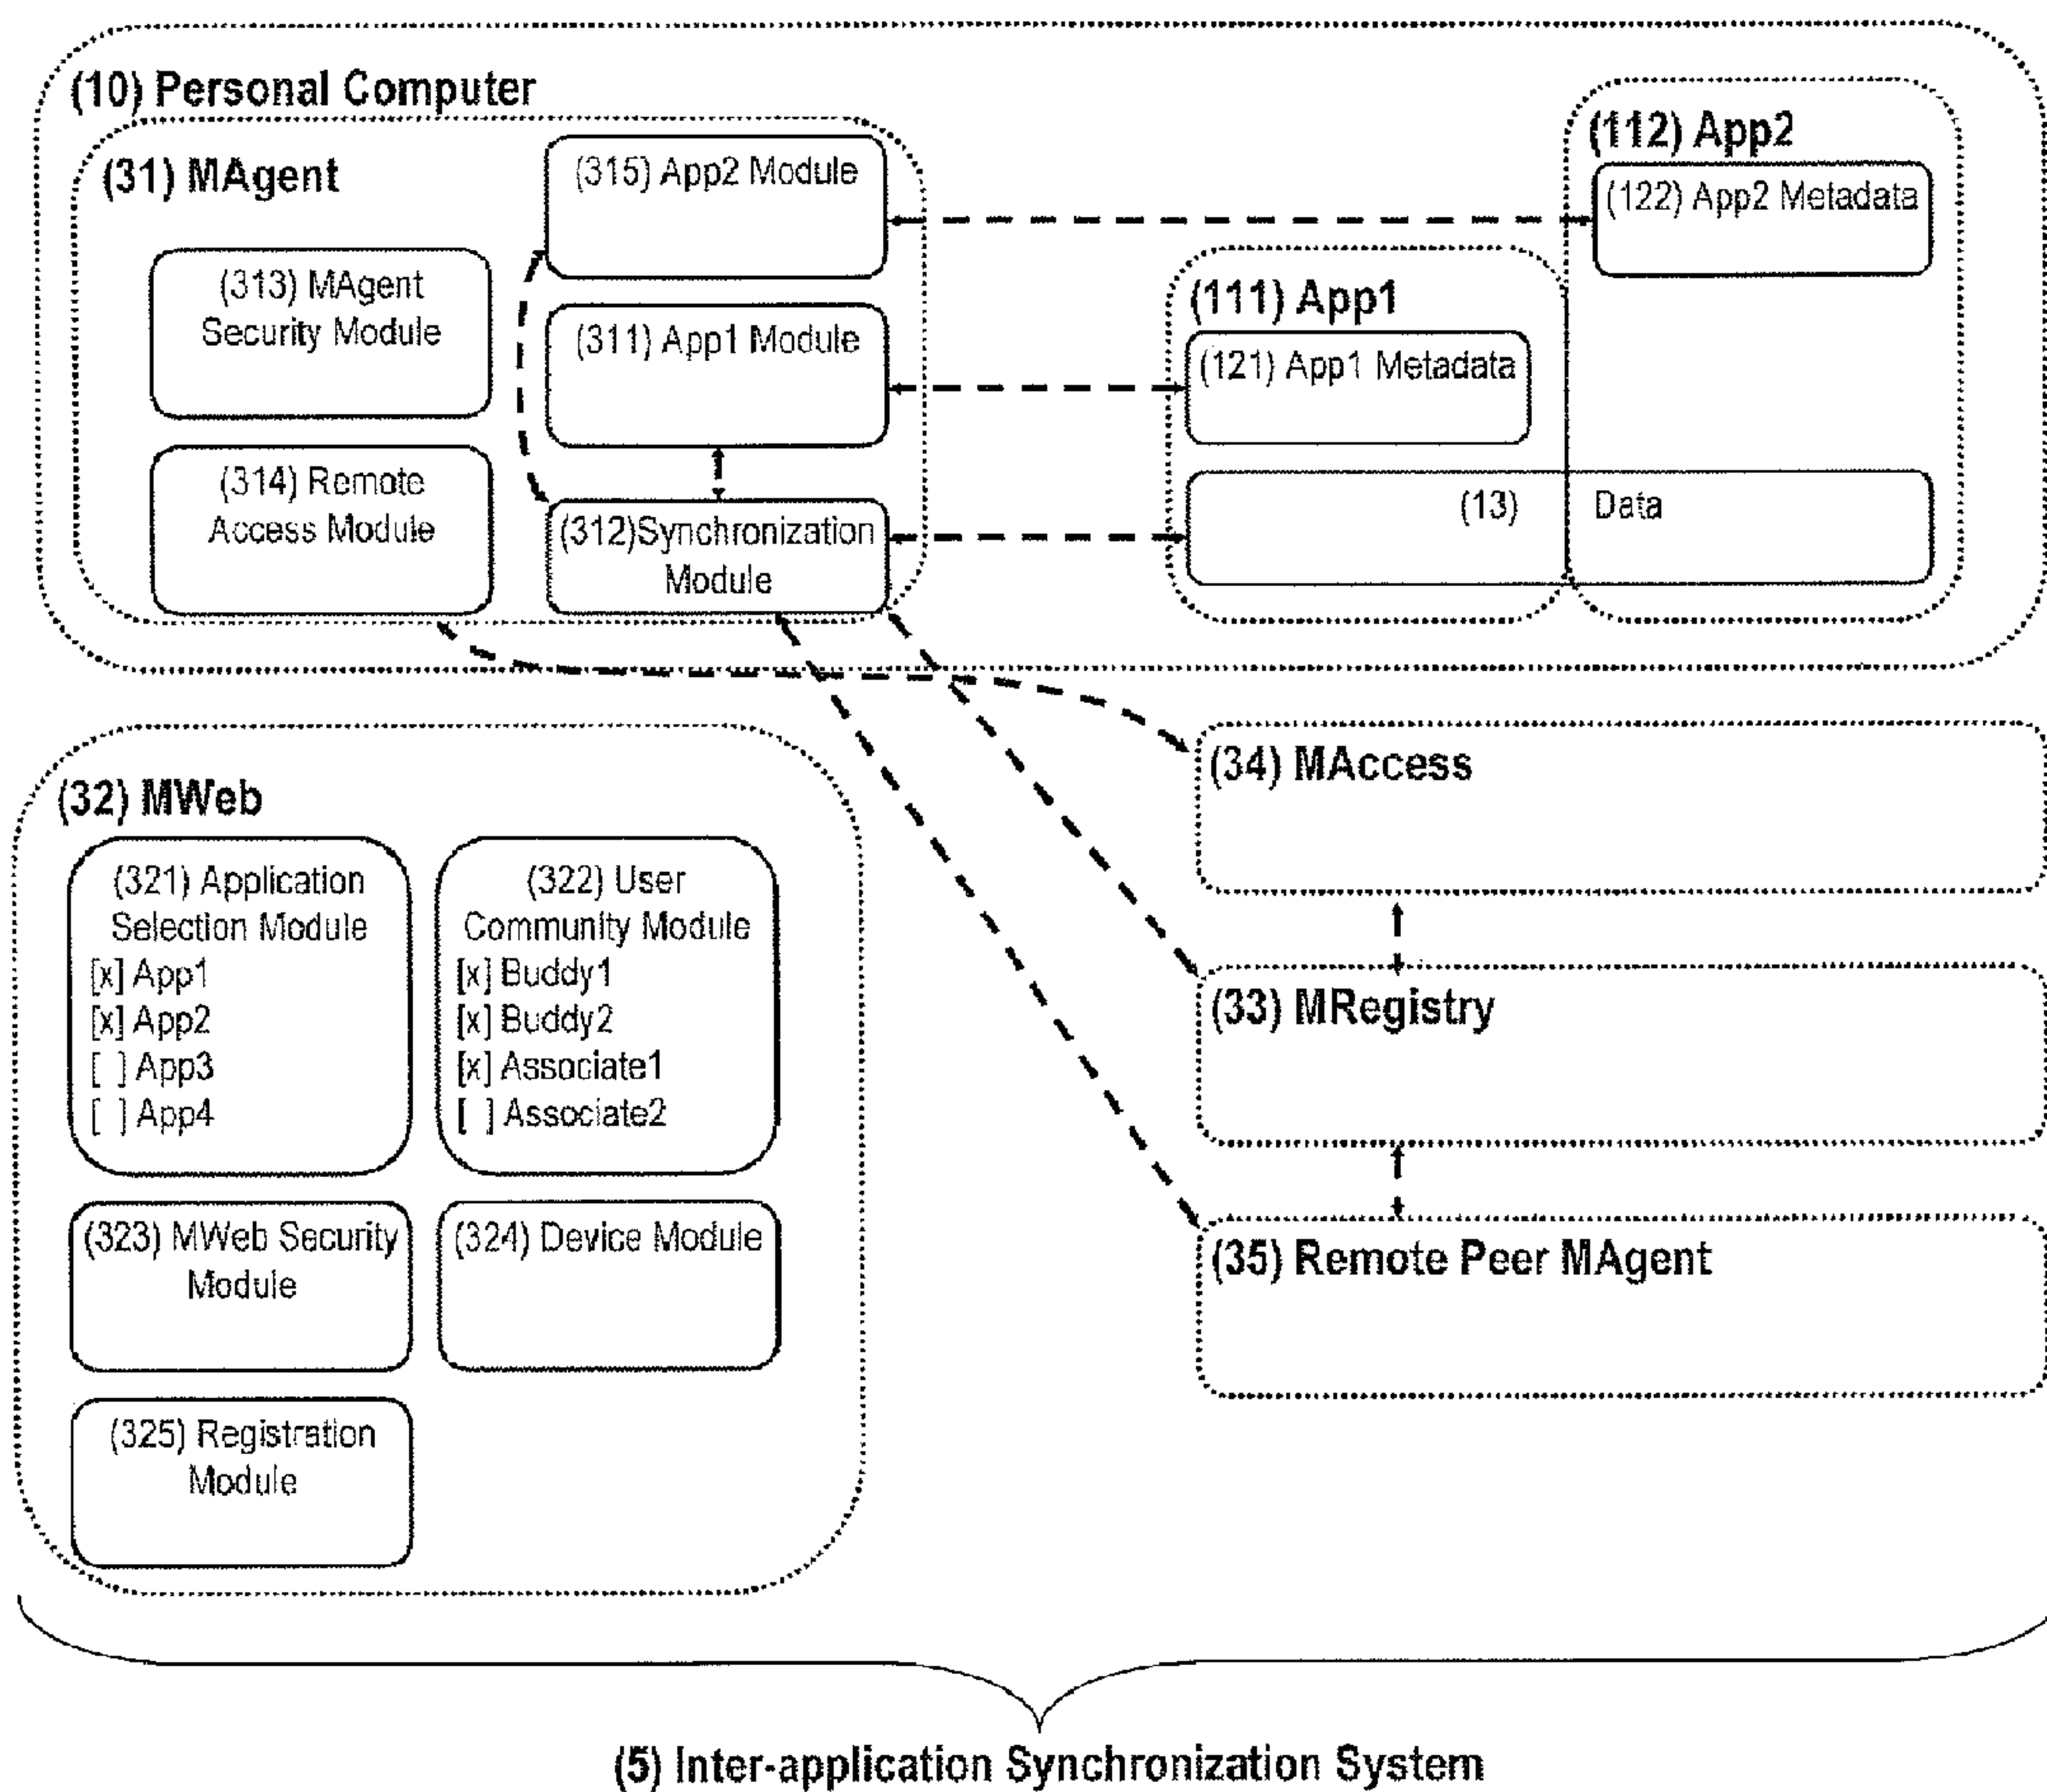 (10) Personal Computer
(31) MAgent
(315) App2 Module
(313) MAgent
Security Module
(311) App1 Module
(314) Remote
Access Module
(312)Synchronization
Module
(112) App2
(122) App2 Metadata
(111) App1
(121) App1 Metadata
(13) Data
(32) MWeb
(321) Application
Selection Module
[x] App1
[x] App2
[ ] App3
[ ] App4
(322) User
Community Module
[x] Buddy1
[x] Buddy2
[x] Associate1
[ ] Associate2
(323) MWeb Security
Module
(324) Device Module
(325) Registration
Module
(34) MAccess
(33) MRegistry
(35) Remote Peer MAgent
(5) Inter-application Synchronization System